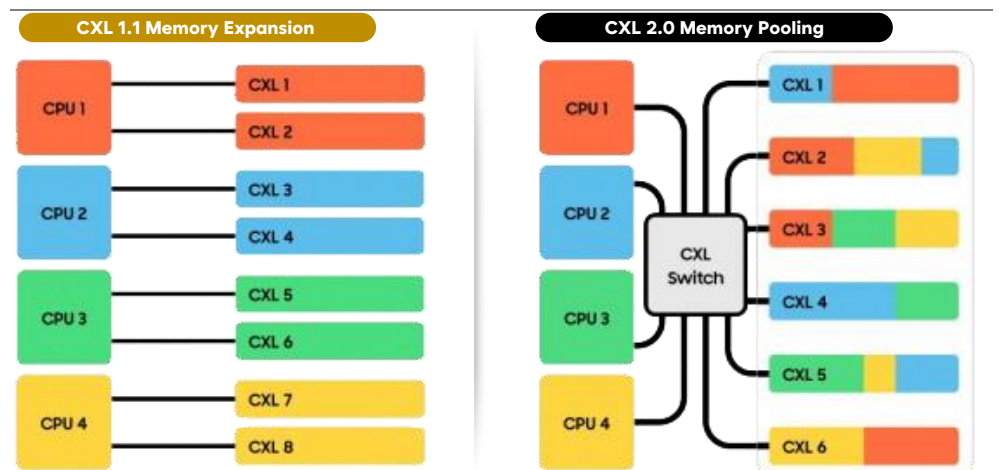 CXL 1.1 Memory Expansion
CPU 1
CXL 1
CXL 2
CPU 2
CXL 3
CXL 4
CPU 3
CXL 5
CXL 6
CPU 4
CXL 7
CXL 8
CXL 2.0 Memory Pooling
CPU 1
CPU 2
CPU 3
CPU 4
CXL
Switch
CXL 1
CXL 2
CXL 3
CXL 4
CXL 5
CXL 6